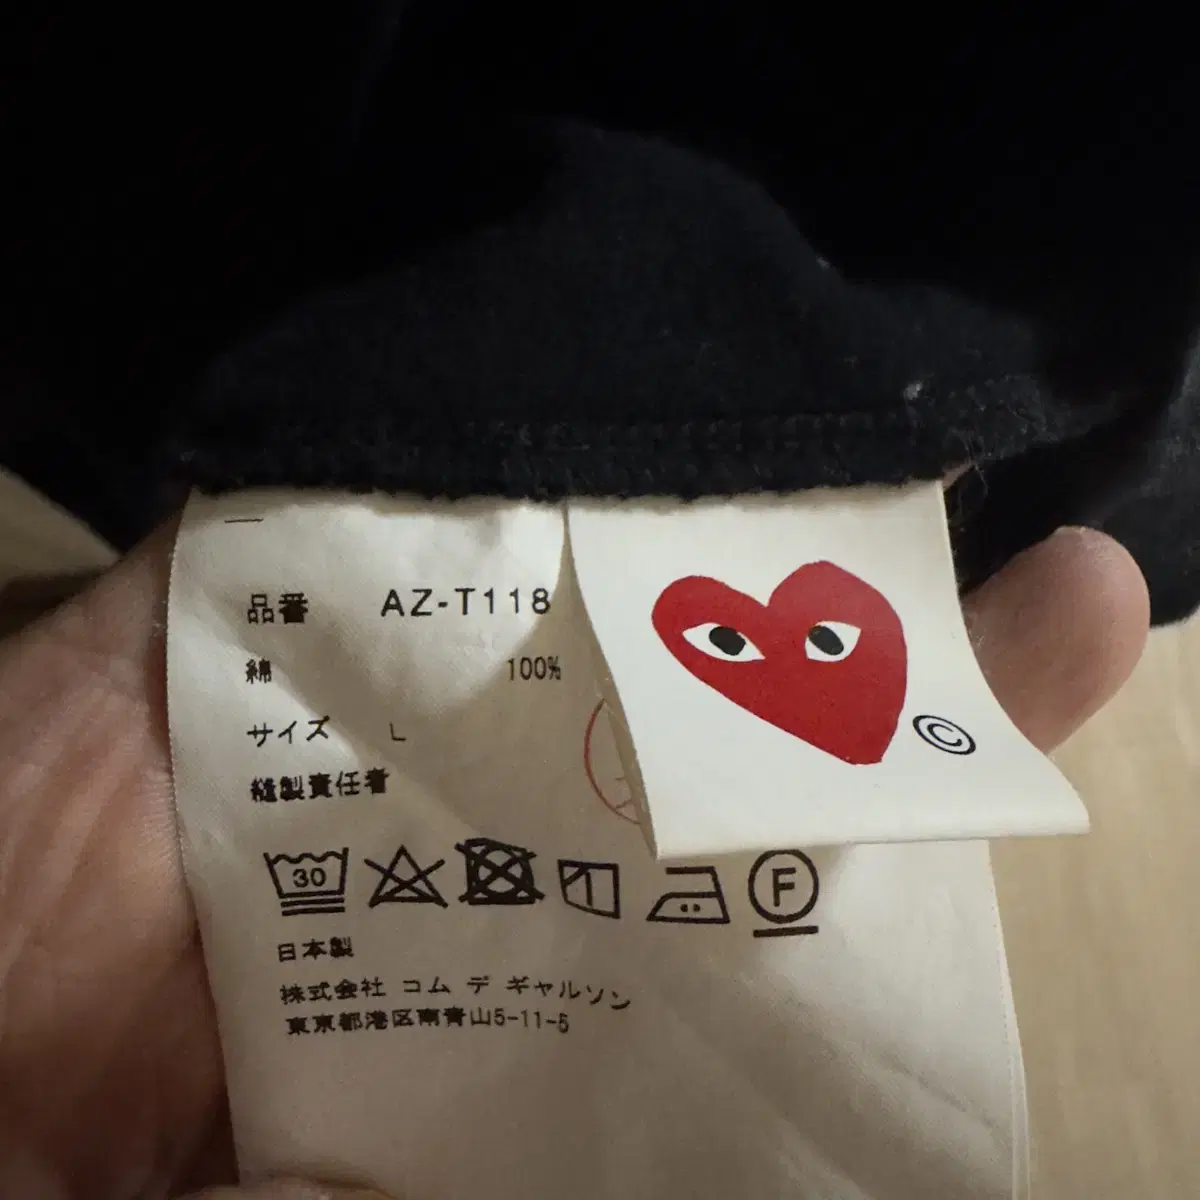 品番 AZ-T118
綿 100%
サイズ L
縫製責任者
30
F
日本製
株式会社 コム デ ギャルソン
東京都港区南青山5-11-5
©